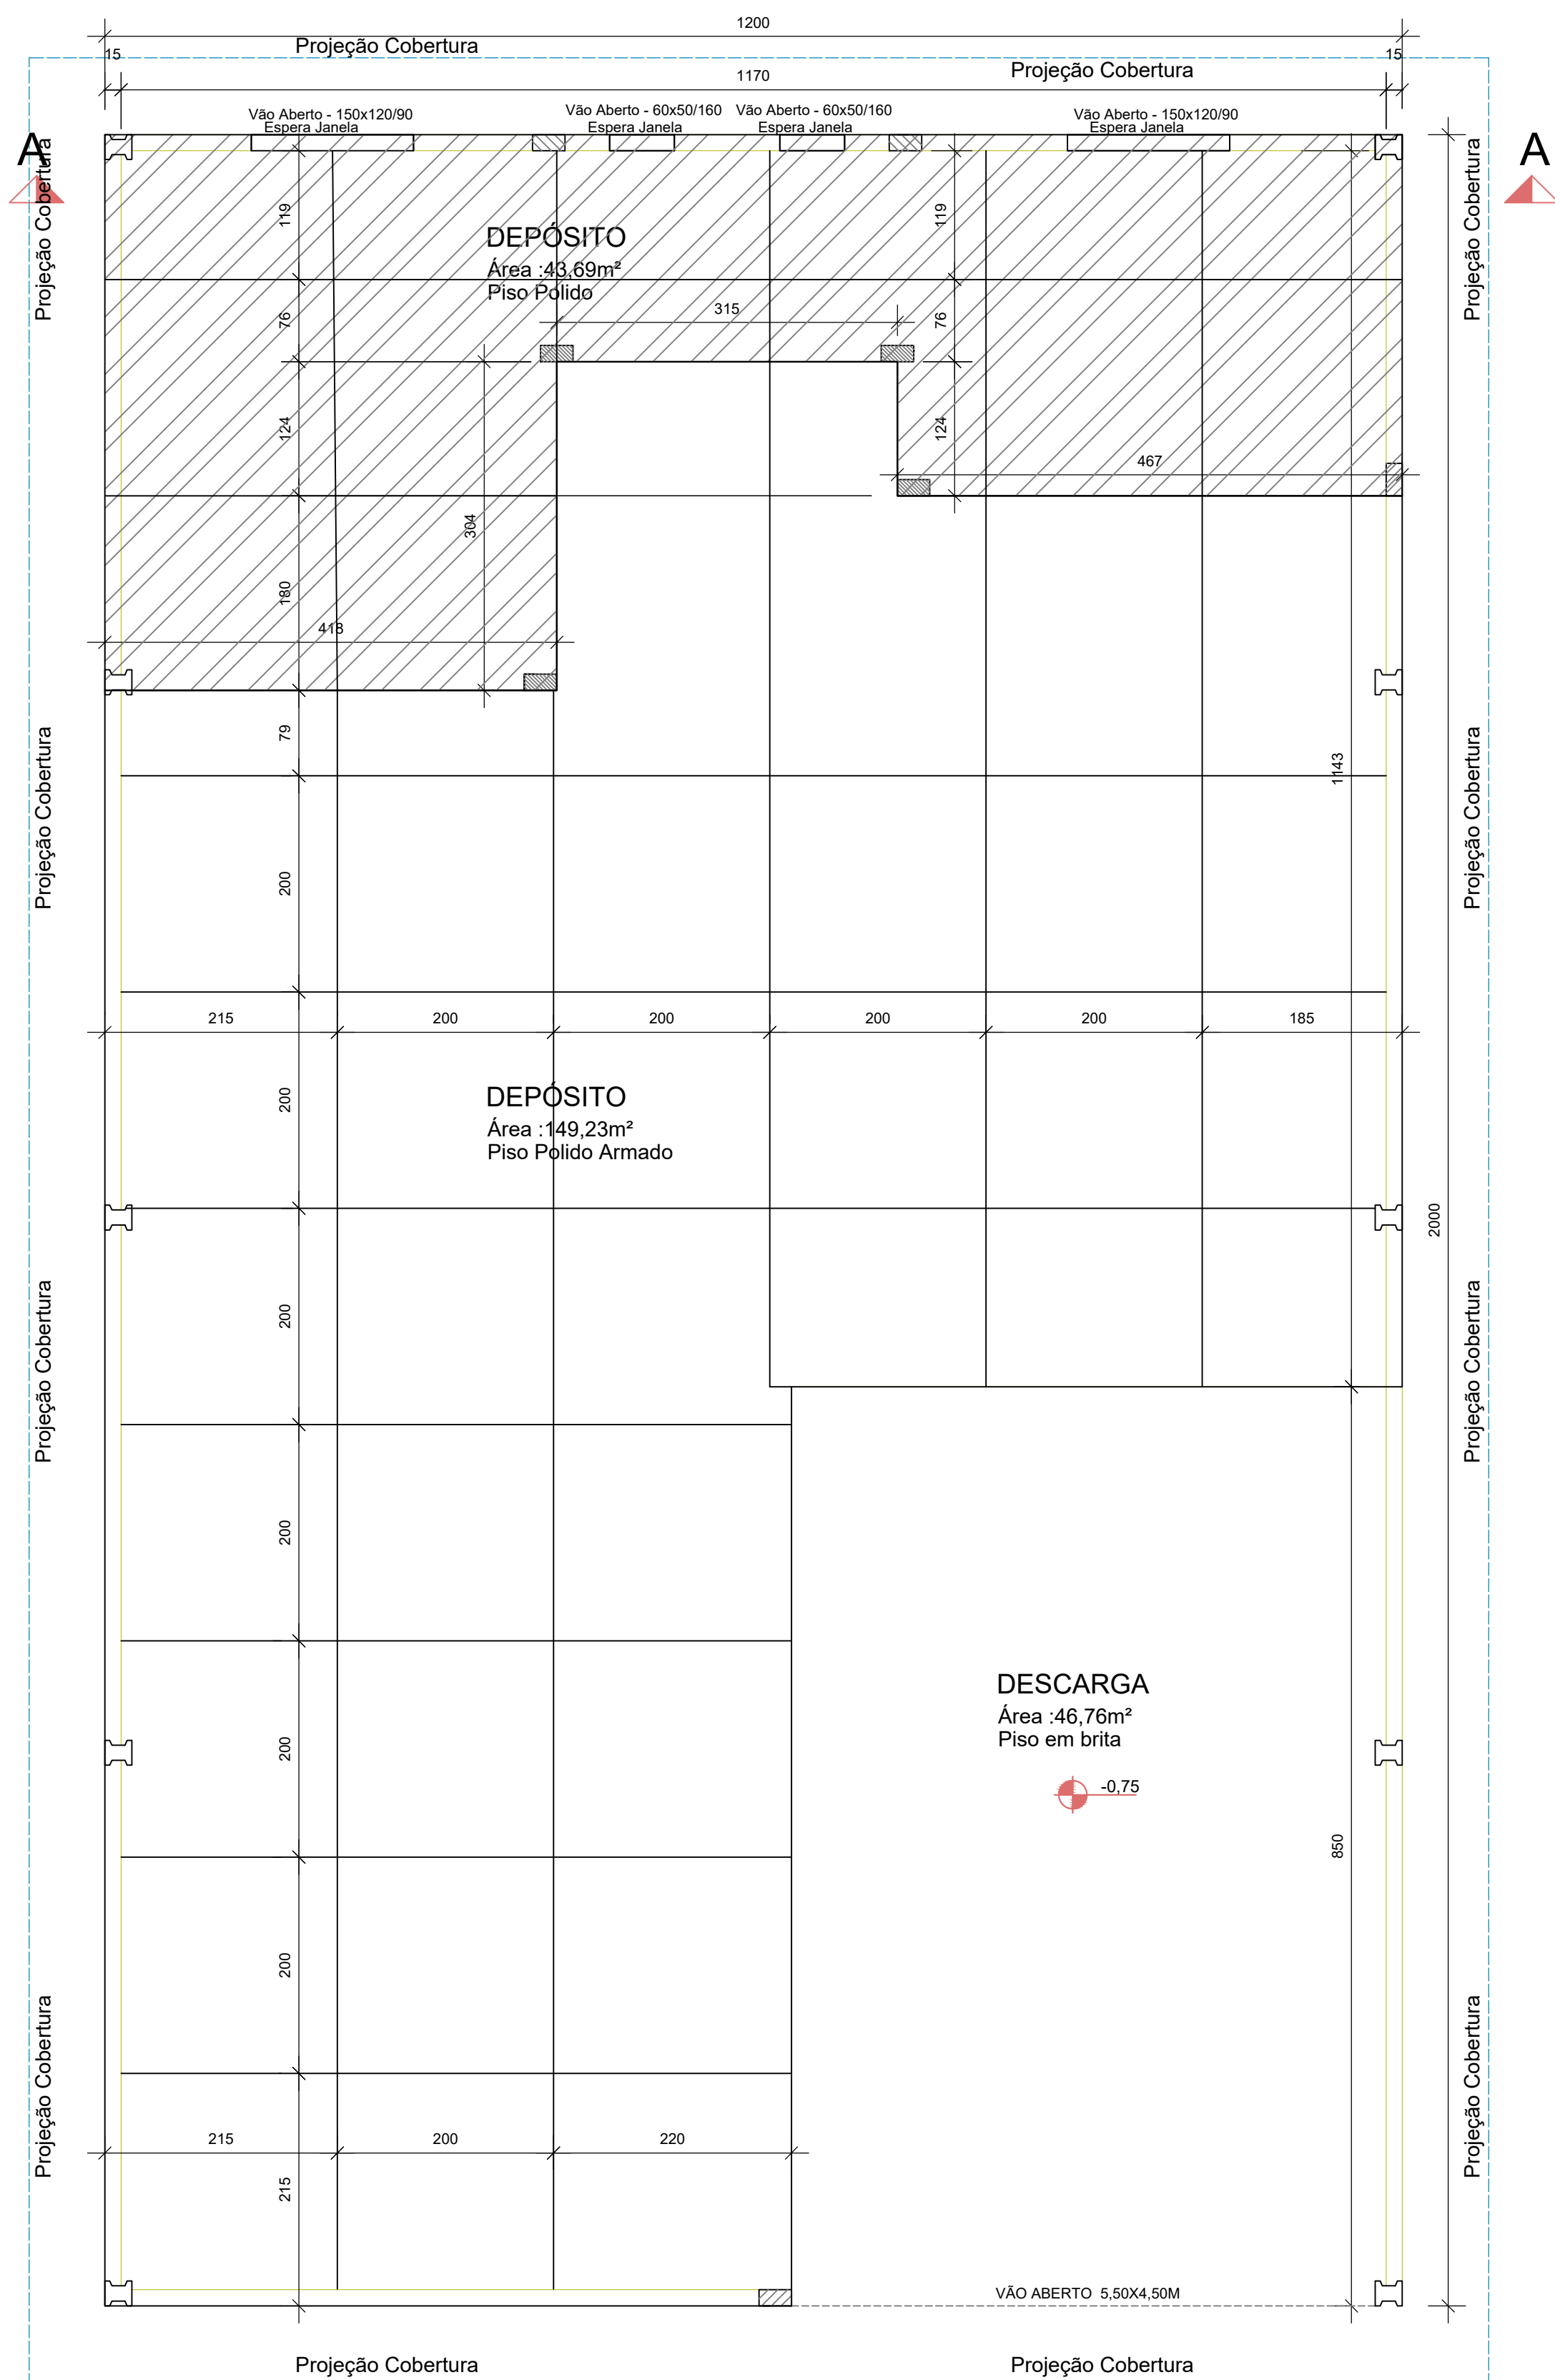 1200
Projeção Cobertura
15
15
Projeção Cobertura
1170
Vão Aberto - 150x120/90
Espera Janela
Vão Aberto - 60x50/160
Espera Janela
Vão Aberto - 60x50/160
Espera Janela
Vão Aberto - 150x120/90
Espera Janela
A
A
Projeção Cobertura
Projeção Cobertura
119
119
DEPÓSITO
Área :43,69m²
Piso Polido
315
76
76
124
124
467
304
180
418
79
1143
Projeção Cobertura
Projeção Cobertura
200
215
200
200
200
200
185
200
DEPÓSITO
Área :149,23m²
Piso Polido Armado
2000
200
Projeção Cobertura
Projeção Cobertura
200
DESCARGA
Área :46,76m²
Piso em brita
200
-0,75
850
200
Projeção Cobertura
Projeção Cobertura
215
200
220
215
VÃO ABERTO 5,50X4,50M
Projeção Cobertura
Projeção Cobertura